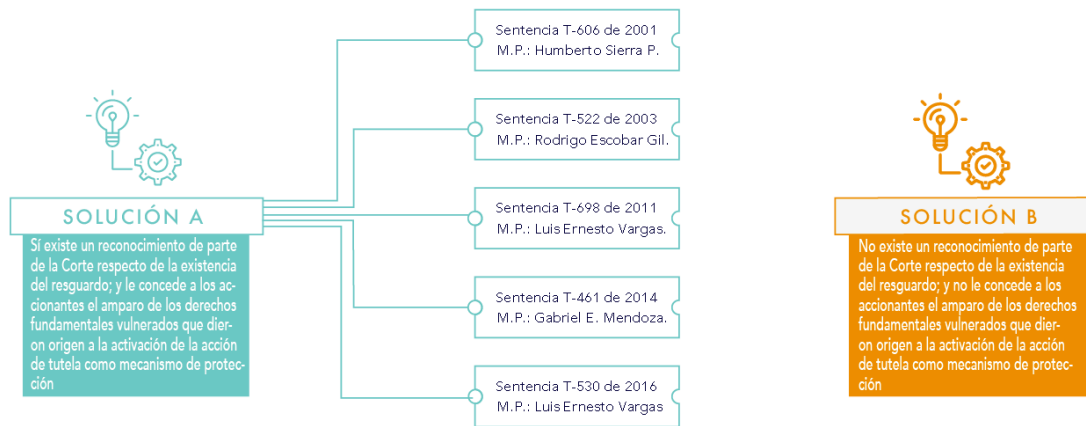 SOLUCIÓN A
Sí existe un reconocimiento de parte
de la Corte respecto de la existencia
del resguardo; y le concede a los ac-
cionantes el amparo de los derechos
fundamentales vulnerados que dier-
on origen a la activación de la acción
de tutela como mecanismo de protec-
ción
Sentencia T-606 de 2001
M.P.: Humberto Sierra P.
Sentencia T-522 de 2003
M.P.: Rodrigo Escobar Gil.
Sentencia T-698 de 2011
M.P.: Luis Ernesto Vargas.
Sentencia T-461 de 2014
M.P.: Gabriel E. Mendoza.
Sentencia T-530 de 2016
M.P.: Luis Ernesto Vargas
SOLUCIÓN B
No existe un reconocimiento de parte
de la Corte respecto de la existencia
del resguardo; y no le concede a los
accionantes el amparo de los derechos
fundamentales vulnerados que dier-
on origen a la activación de la acción
de tutela como mecanismo de protec-
ción